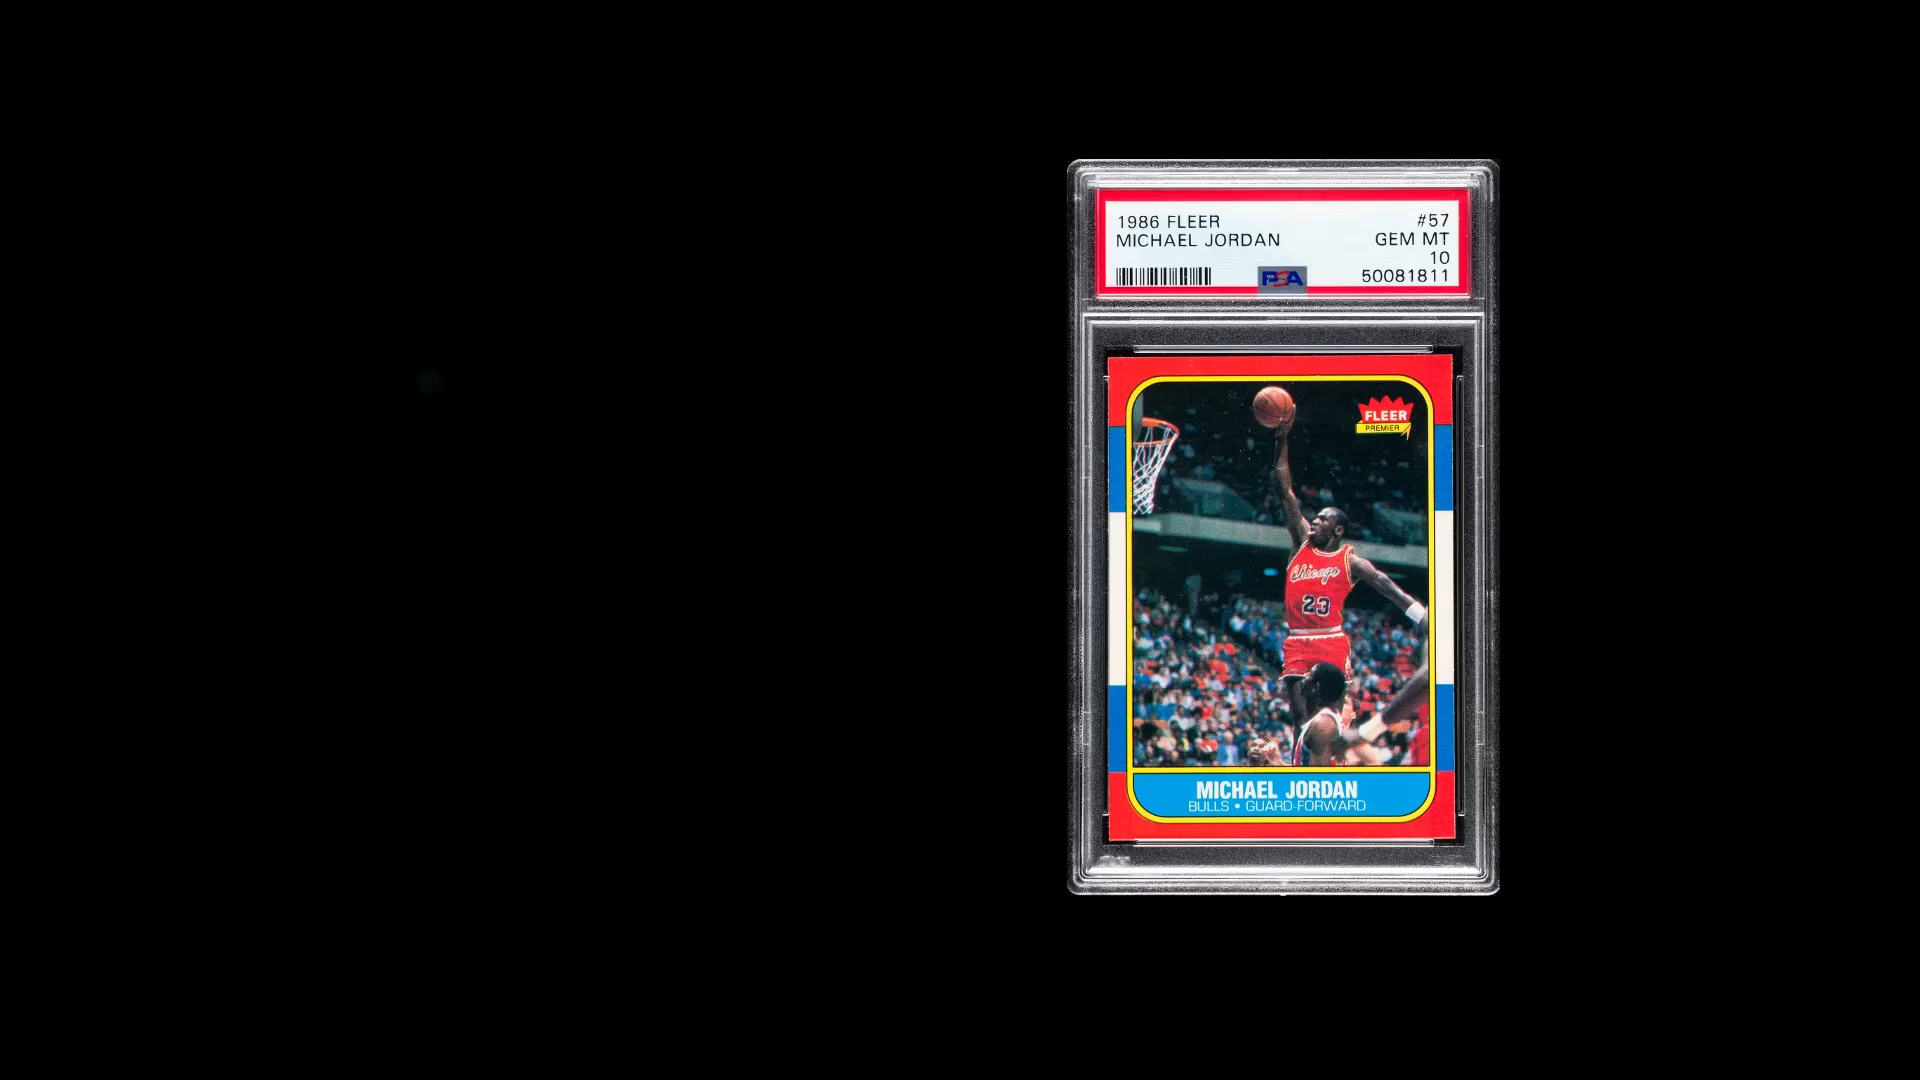 1986 FLEER #57
MICHAEL JORDAN GEM MT
10
PSA 50081811
FLEER
PREMIER
Chicago
23
MICHAEL JORDAN
BULLS • GUARD-FORWARD